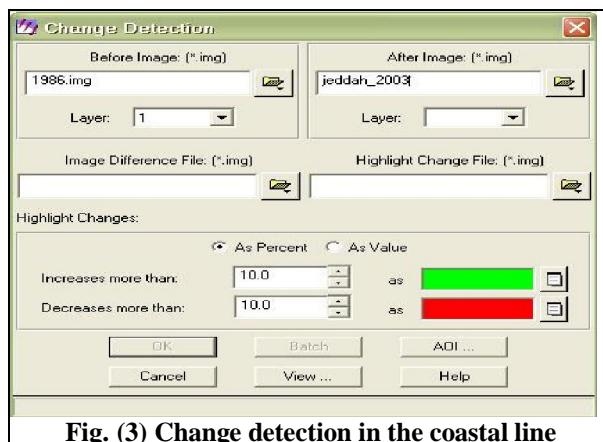 Change Detection
Before Image: (*.img)
After Image: (*.img)
1986.img
jeddah_2003
Layer: 1
Layer:
Image Difference File: (*.img)
Highlight Change File: (*.img)
Highlight Changes:
As Percent As Value
Increases more than: 10.0 as
Decreases more than: 10.0 as
OK Batch AOI ...
Cancel View ... Help
Fig. (3) Change detection in the coastal line